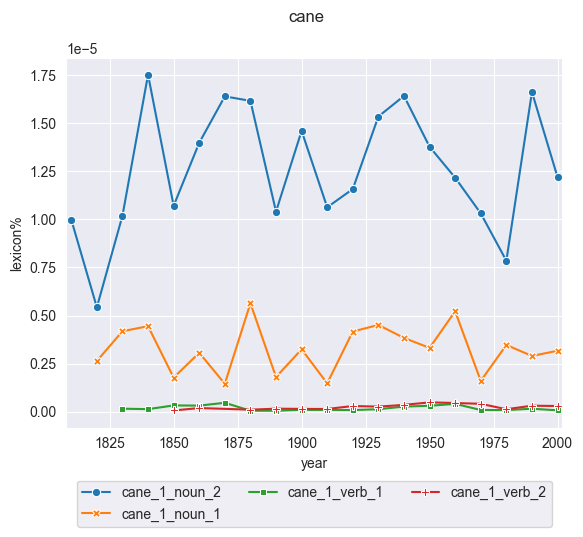 cane
1e−5
1.75
1.50
1.25
1.00
0.75
0.50
0.25
0.00
lexicon%
1825 1850 1875 1900 1925 1950 1975 2000
year
cane_1_noun_2 cane_1_verb_1 cane_1_verb_2
cane_1_noun_1